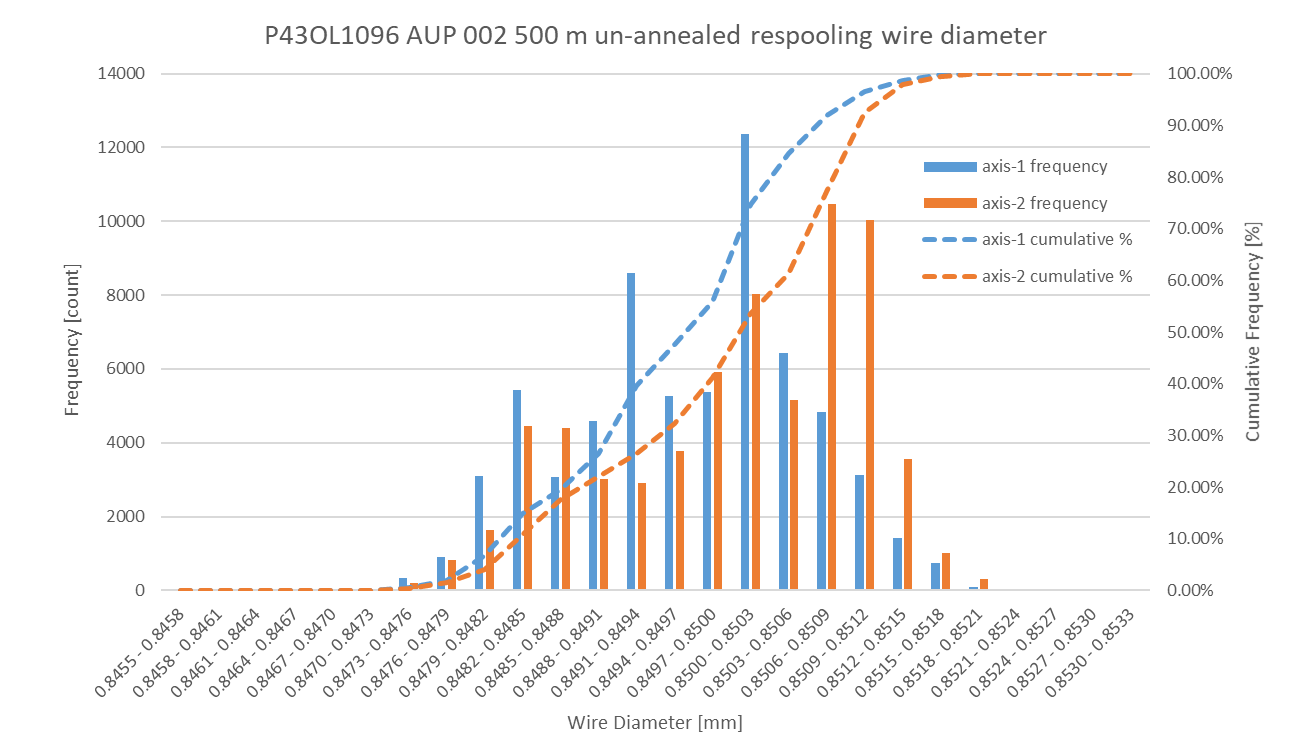 P43OL1096 AUP 002 500 m un-annealed respooling wire diameter
14000
12000
10000
8000
6000
4000
2000
0
Frequency [count]
100.00%
90.00%
80.00%
70.00%
60.00%
50.00%
40.00%
30.00%
20.00%
10.00%
0.00%
Cumulative Frequency [%]
axis-1 frequency
axis-2 frequency
axis-1 cumulative %
axis-2 cumulative %
0.8455 - 0.8458
0.8458 - 0.8461
0.8461 - 0.8464
0.8464 - 0.8467
0.8467 - 0.8470
0.8470 - 0.8473
0.8473 - 0.8476
0.8476 - 0.8479
0.8479 - 0.8482
0.8482 - 0.8485
0.8485 - 0.8488
0.8488 - 0.8491
0.8491 - 0.8494
0.8494 - 0.8497
0.8497 - 0.8500
0.8500 - 0.8503
0.8503 - 0.8506
0.8506 - 0.8509
0.8509 - 0.8512
0.8512 - 0.8515
0.8515 - 0.8518
0.8518 - 0.8521
0.8521 - 0.8524
0.8524 - 0.8527
0.8527 - 0.8530
0.8530 - 0.8533
Wire Diameter [mm]